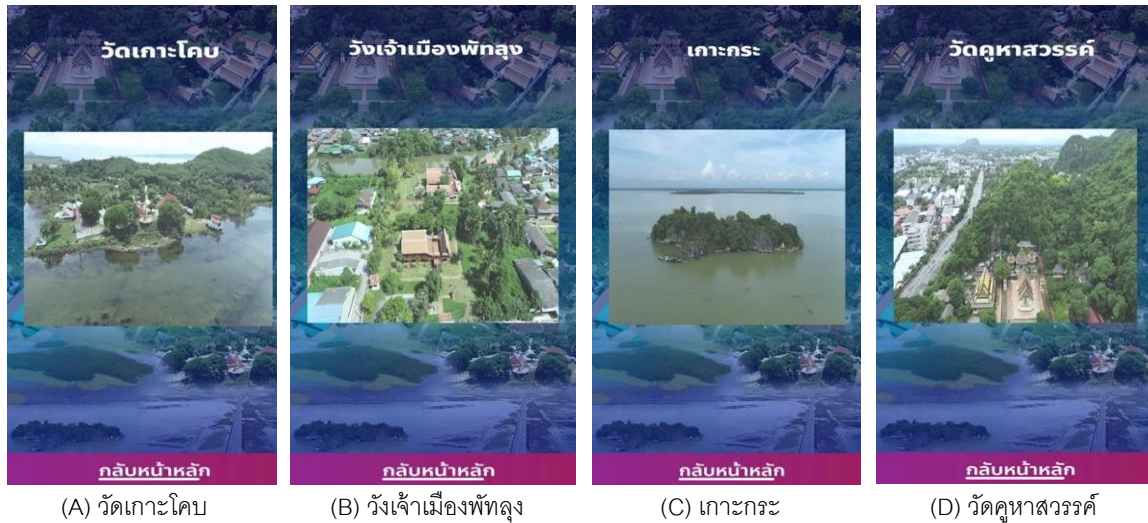 วัดเกาะโคบ
วังเจ้าเมืองพัทลุง
เกาะกระ
วัดคูหาสวรรค์
กลับหน้าหลัก
กลับหน้าหลัก
กลับหน้าหลัก
กลับหน้าหลัก
(A) วัดเกาะโคบ
(B) วังเจ้าเมืองพัทลุง
(C) เกาะกระ
(D) วัดคูหาสวรรค์